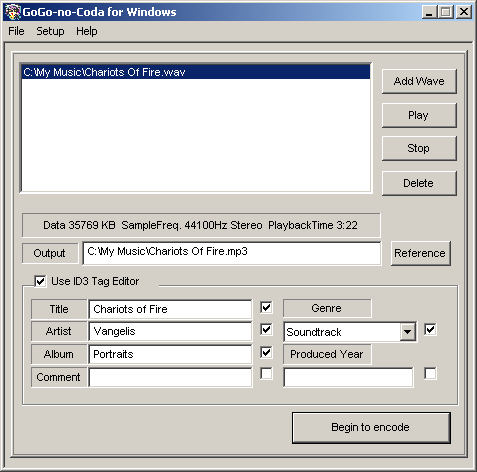 GoGo-no-Coda for Windows
File Setup Help
C:\My Music\Chariots Of Fire.wav
Add Wave
Play
Stop
Delete
Data 35769 KB SampleFreq. 44100Hz Stereo PlaybackTime 3:22
Output C:\My Music\Chariots Of Fire.mp3 Reference
Use ID3 Tag Editor
Title Chariots of Fire Genre
Artist Vangelis Soundtrack
Album Portraits Produced Year
Comment
Begin to encode